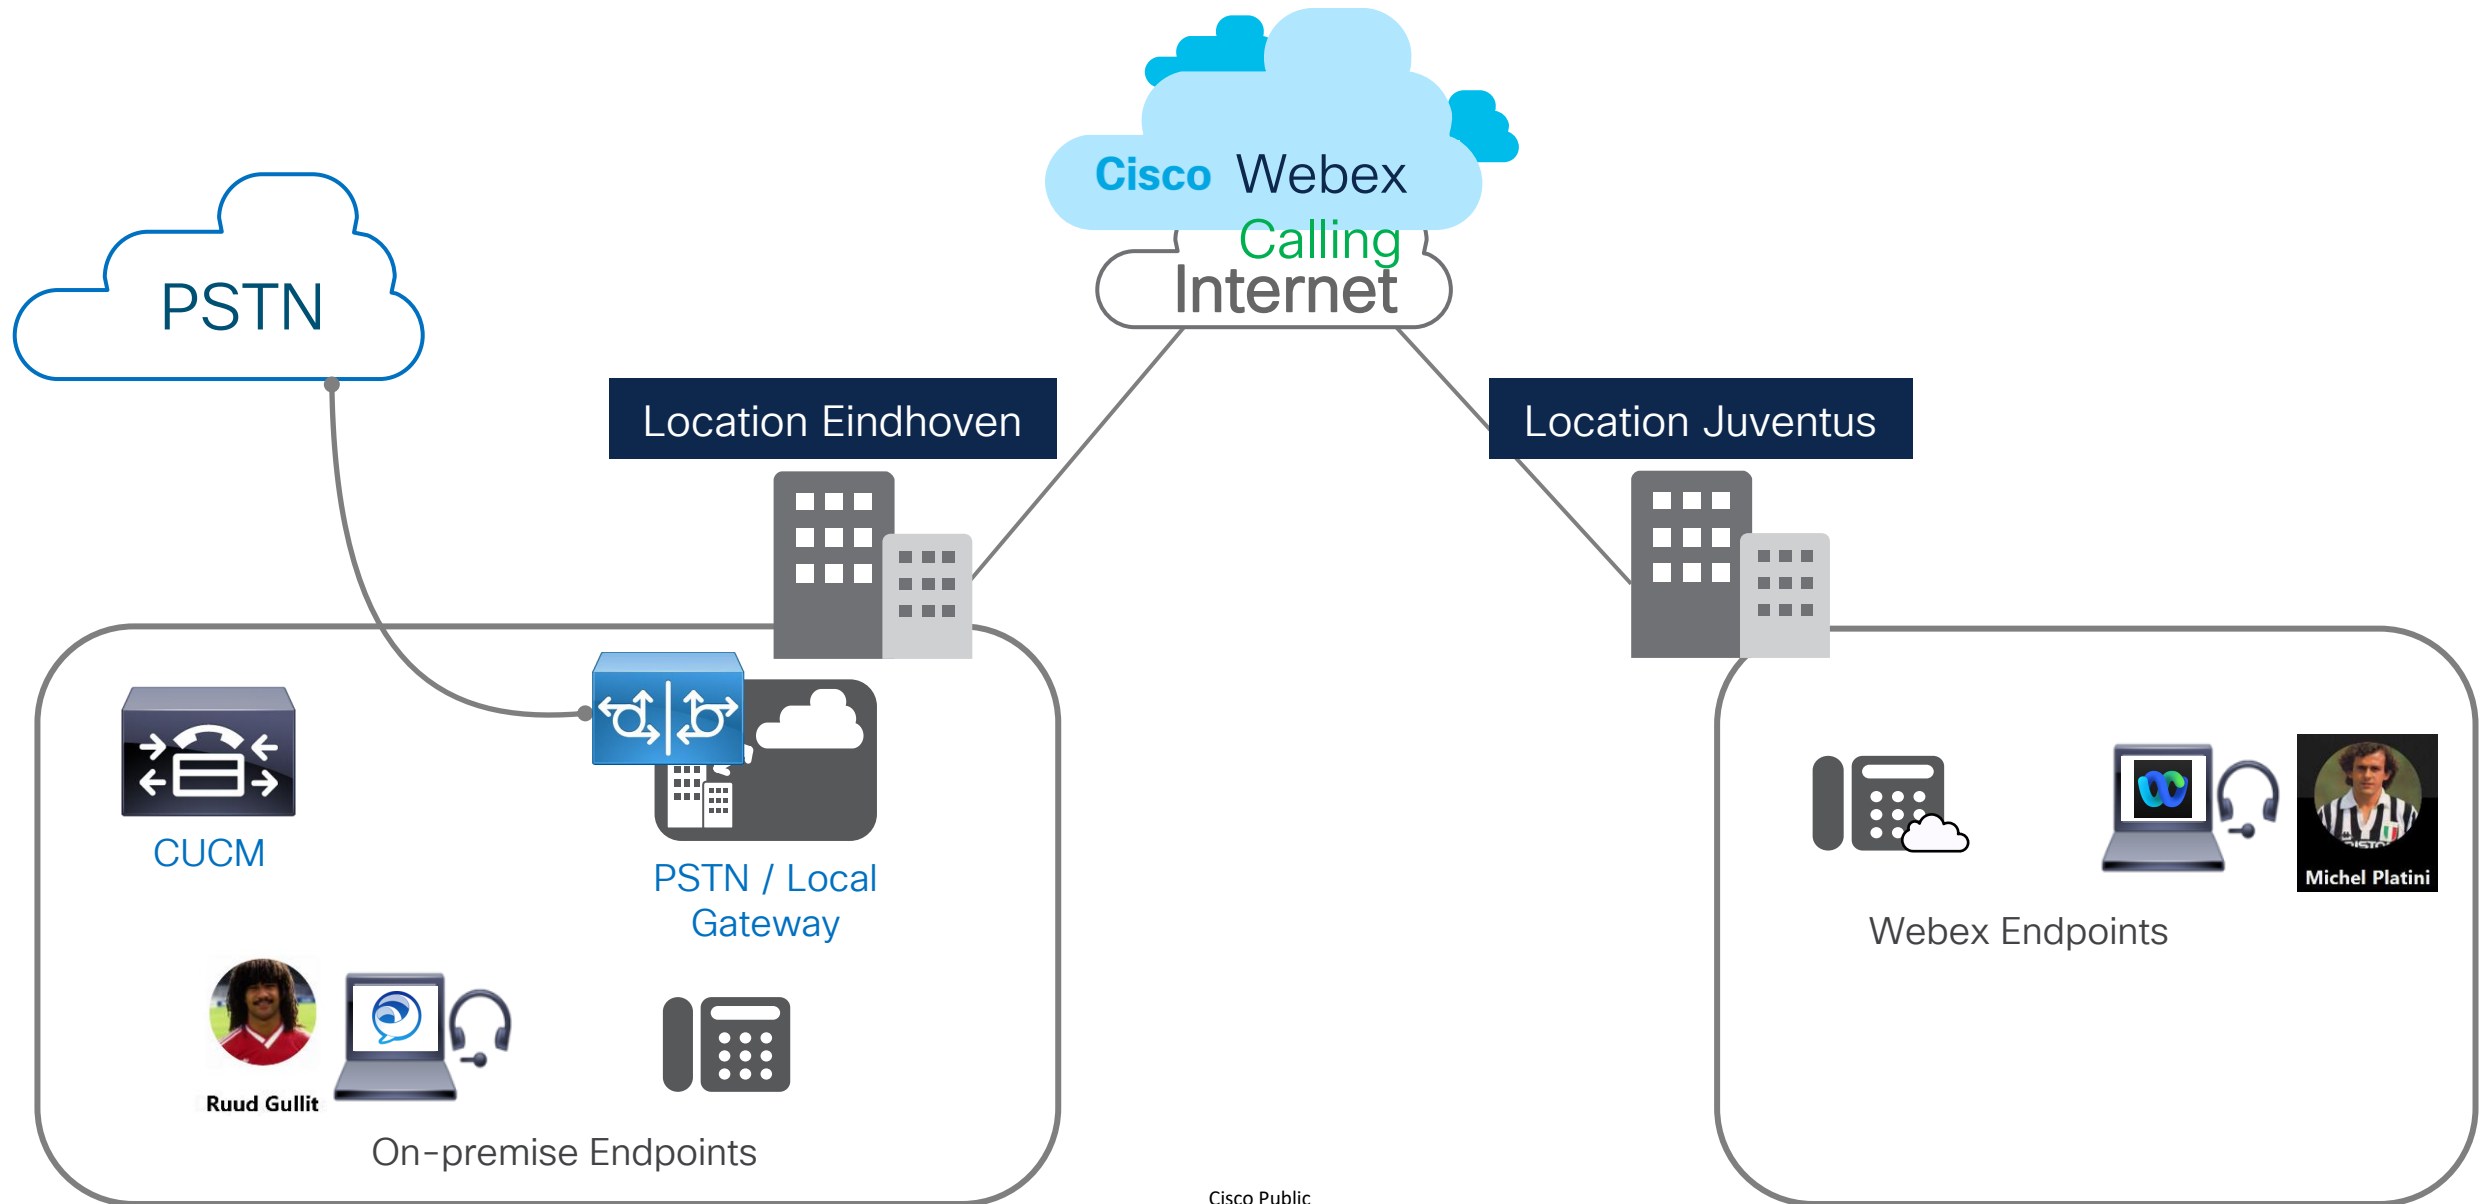 Cisco Webex
Calling
Internet
PSTN
Location Eindhoven
Location Juventus
CUCM
PSTN / Local
Gateway
Michel Platini
Webex Endpoints
Ruud Gullit
On-premise Endpoints
Cisco Public